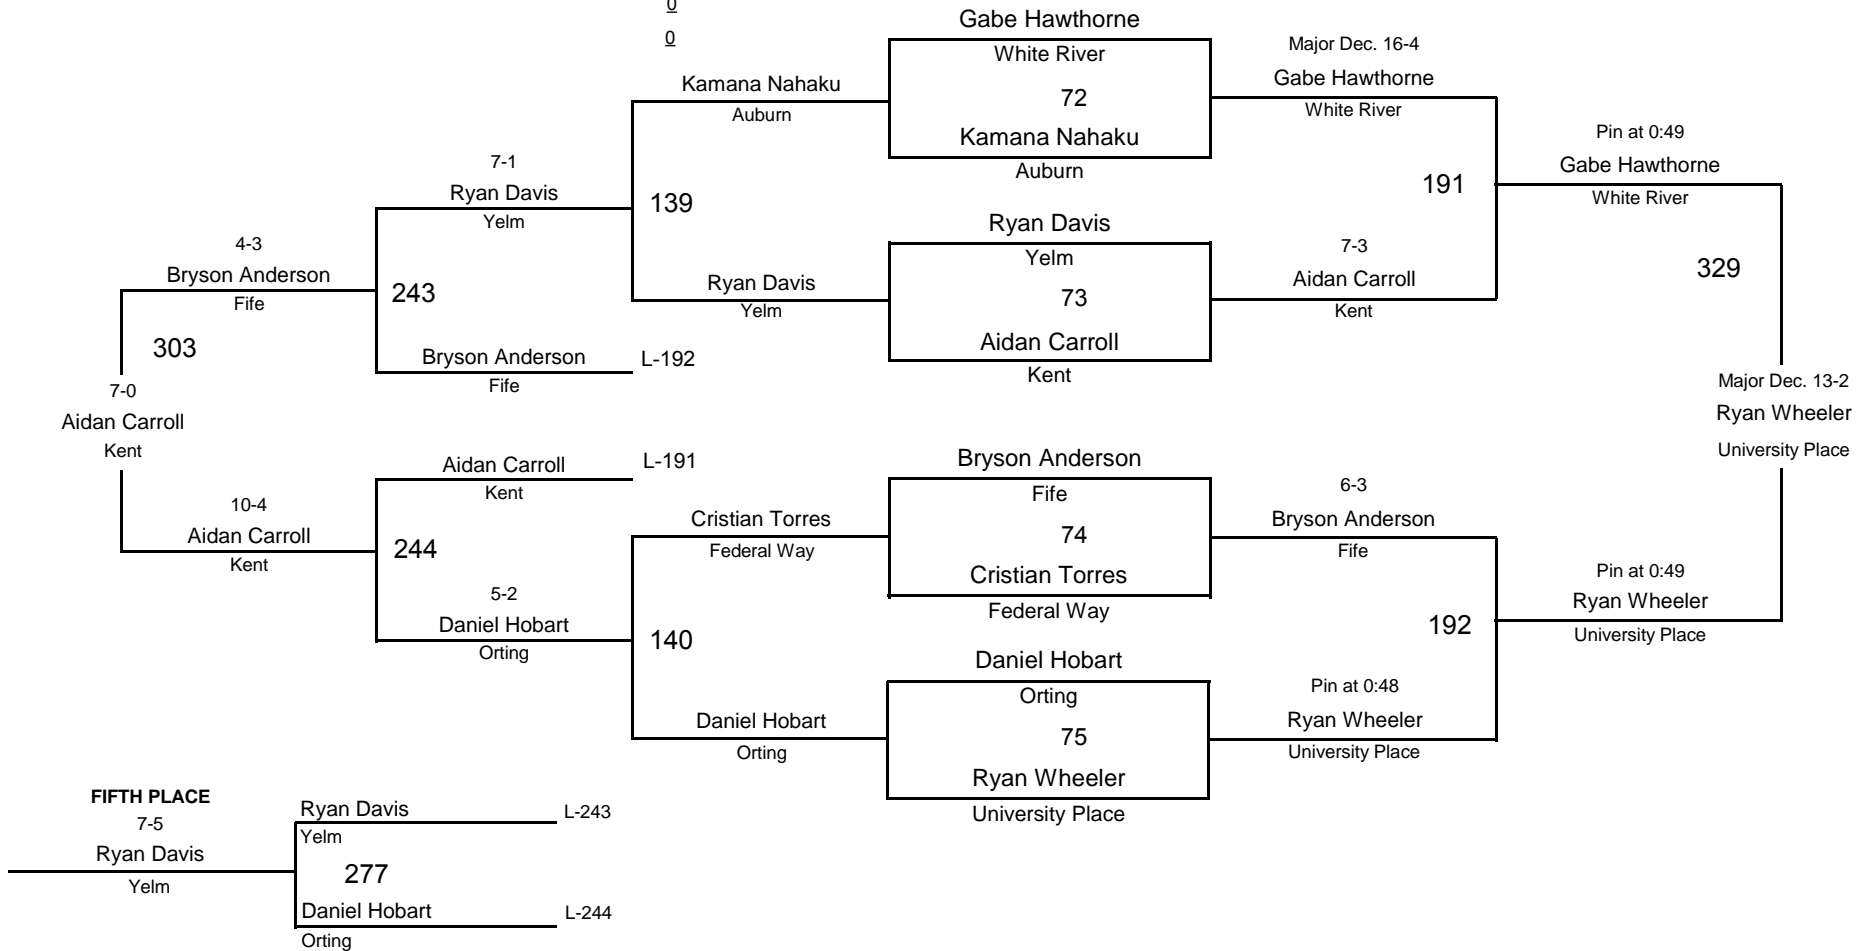 0
0
Gabe Hawthorne
White River
72
Kamana Nahaku
Auburn
Major Dec. 16-4
Gabe Hawthorne
White River
Kamana Nahaku
Auburn
Pin at 0:49
Gabe Hawthorne
White River
7-1
Ryan Davis
Yelm
139
191
Ryan Davis
Yelm
73
Aidan Carroll
Kent
7-3
Aidan Carroll
Kent
4-3
Bryson Anderson
Fife
243
Ryan Davis
Yelm
329
303
Bryson Anderson
Fife
L-192
7-0
Aidan Carroll
Kent
Major Dec. 13-2
Ryan Wheeler
University Place
Aidan Carroll
Kent
L-191
Bryson Anderson
Fife
74
Cristian Torres
Federal Way
6-3
Bryson Anderson
Fife
10-4
Aidan Carroll
Kent
244
Cristian Torres
Federal Way
Pin at 0:49
Ryan Wheeler
University Place
5-2
Daniel Hobart
Orting
140
192
Daniel Hobart
Orting
75
Ryan Wheeler
University Place
Pin at 0:48
Ryan Wheeler
University Place
Daniel Hobart
Orting
FIFTH PLACE
7-5
Ryan Davis
Yelm
Ryan Davis
Yelm
L-243
277
Daniel Hobart
Orting
L-244